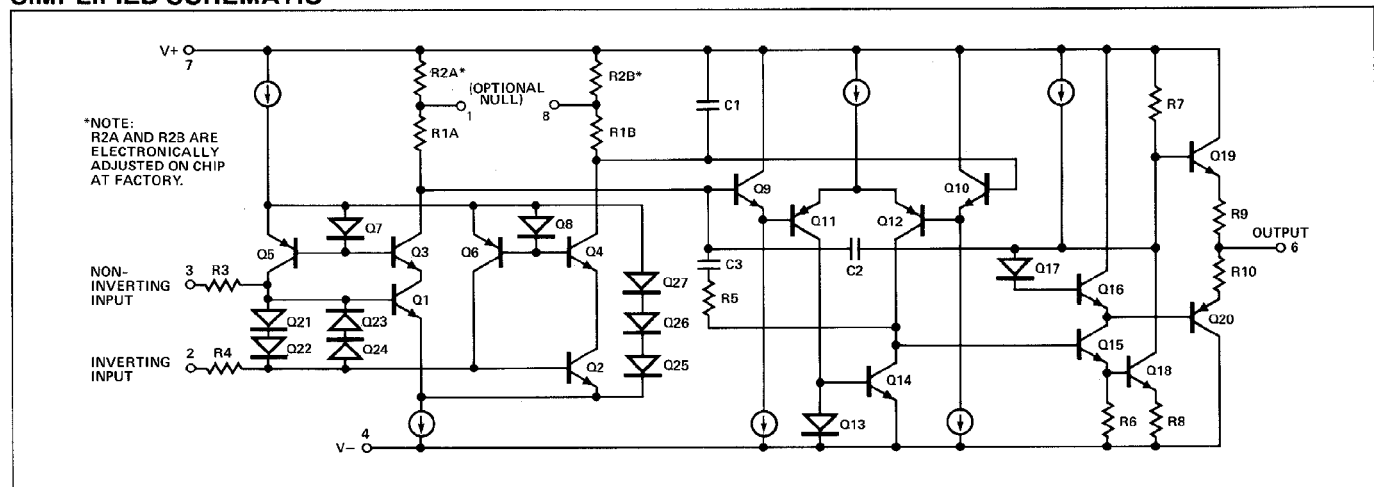 SIMPLIFIED SCHEMATIC
V+
7
R2A*
R2B*
(OPTIONAL
NULL)
1
8
C1
R7
*NOTE:
R2A AND R2B ARE
ELECTRONICALLY
ADJUSTED ON CHIP
AT FACTORY.
R1A
R1B
Q19
Q9
Q10
Q7
Q8
Q11
Q12
R9
OUTPUT
6
Q5
Q3
Q6
Q4
C3
C2
Q17
R10
NON-
INVERTING
INPUT
3
R3
Q27
Q16
Q1
R5
Q20
Q21
Q23
Q26
Q22
Q24
Q15
INVERTING
INPUT
2
R4
Q2
Q25
Q14
Q18
Q13
R6
R8
V−
4